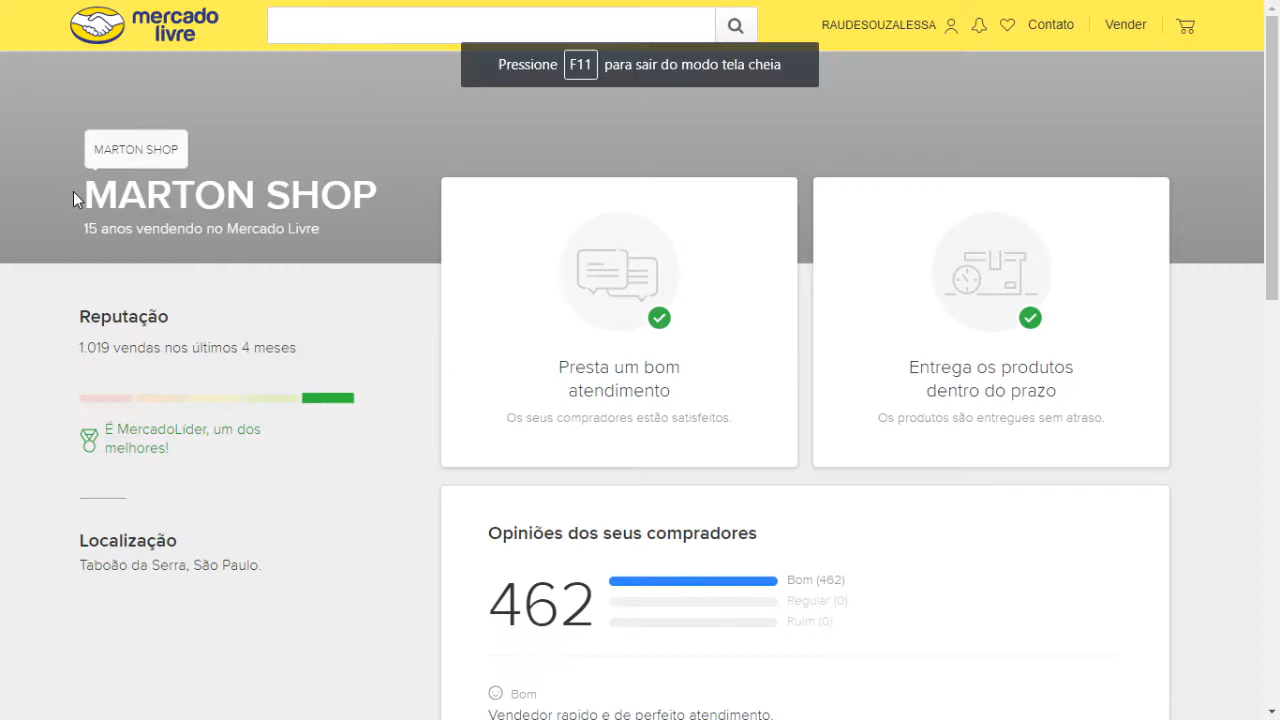 mercado
livre
RAUDESOUZALESSA
Contato
Vender
Pressione F11 para sair do modo tela cheia
MARTON SHOP
MARTON SHOP
15 anos vendendo no Mercado Livre
Reputação
1.019 vendas nos últimos 4 meses
É MercadoLíder, um dos
melhores!
Localização
Taboão da Serra, São Paulo.
Presta um bom
atendimento
Os seus compradores estão satisfeitos.
Entrega os produtos
dentro do prazo
Os produtos são entregues sem atraso.
Opiniões dos seus compradores
462
Bom (462)
Regular (0)
Ruim (0)
Bom
Vendedor rapido e de perfeito atendimento.